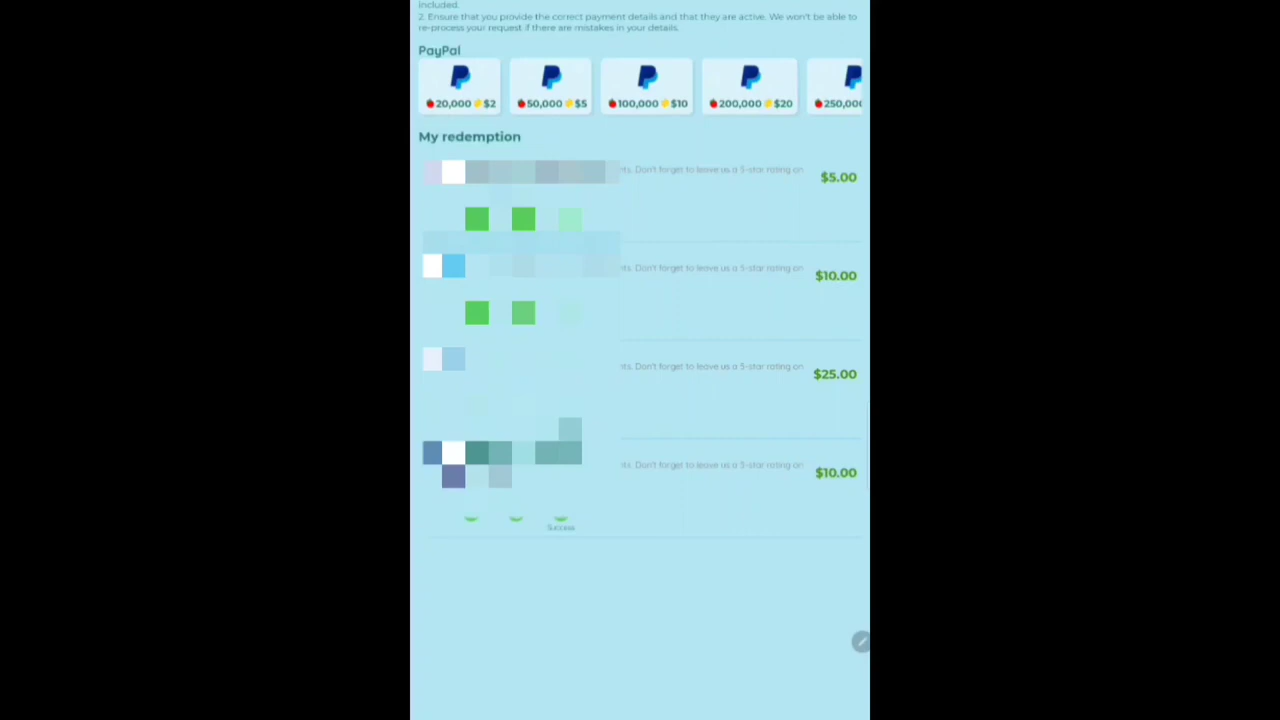 included.
2. Ensure that you provide the correct payment details and that they are active. We won't be able to
re-process your request if there are mistakes in your details.
PayPal
20,000 $2 50,000 $5 100,000 $10 200,000 $20 250,000
My redemption
Don't forget to leave us a 5-star rating on
$5.00
Don't forget to leave us a 5-star rating on
$10.00
Don't forget to leave us a 5-star rating on
$25.00
Don't forget to leave us a 5-star rating on
$10.00
Success